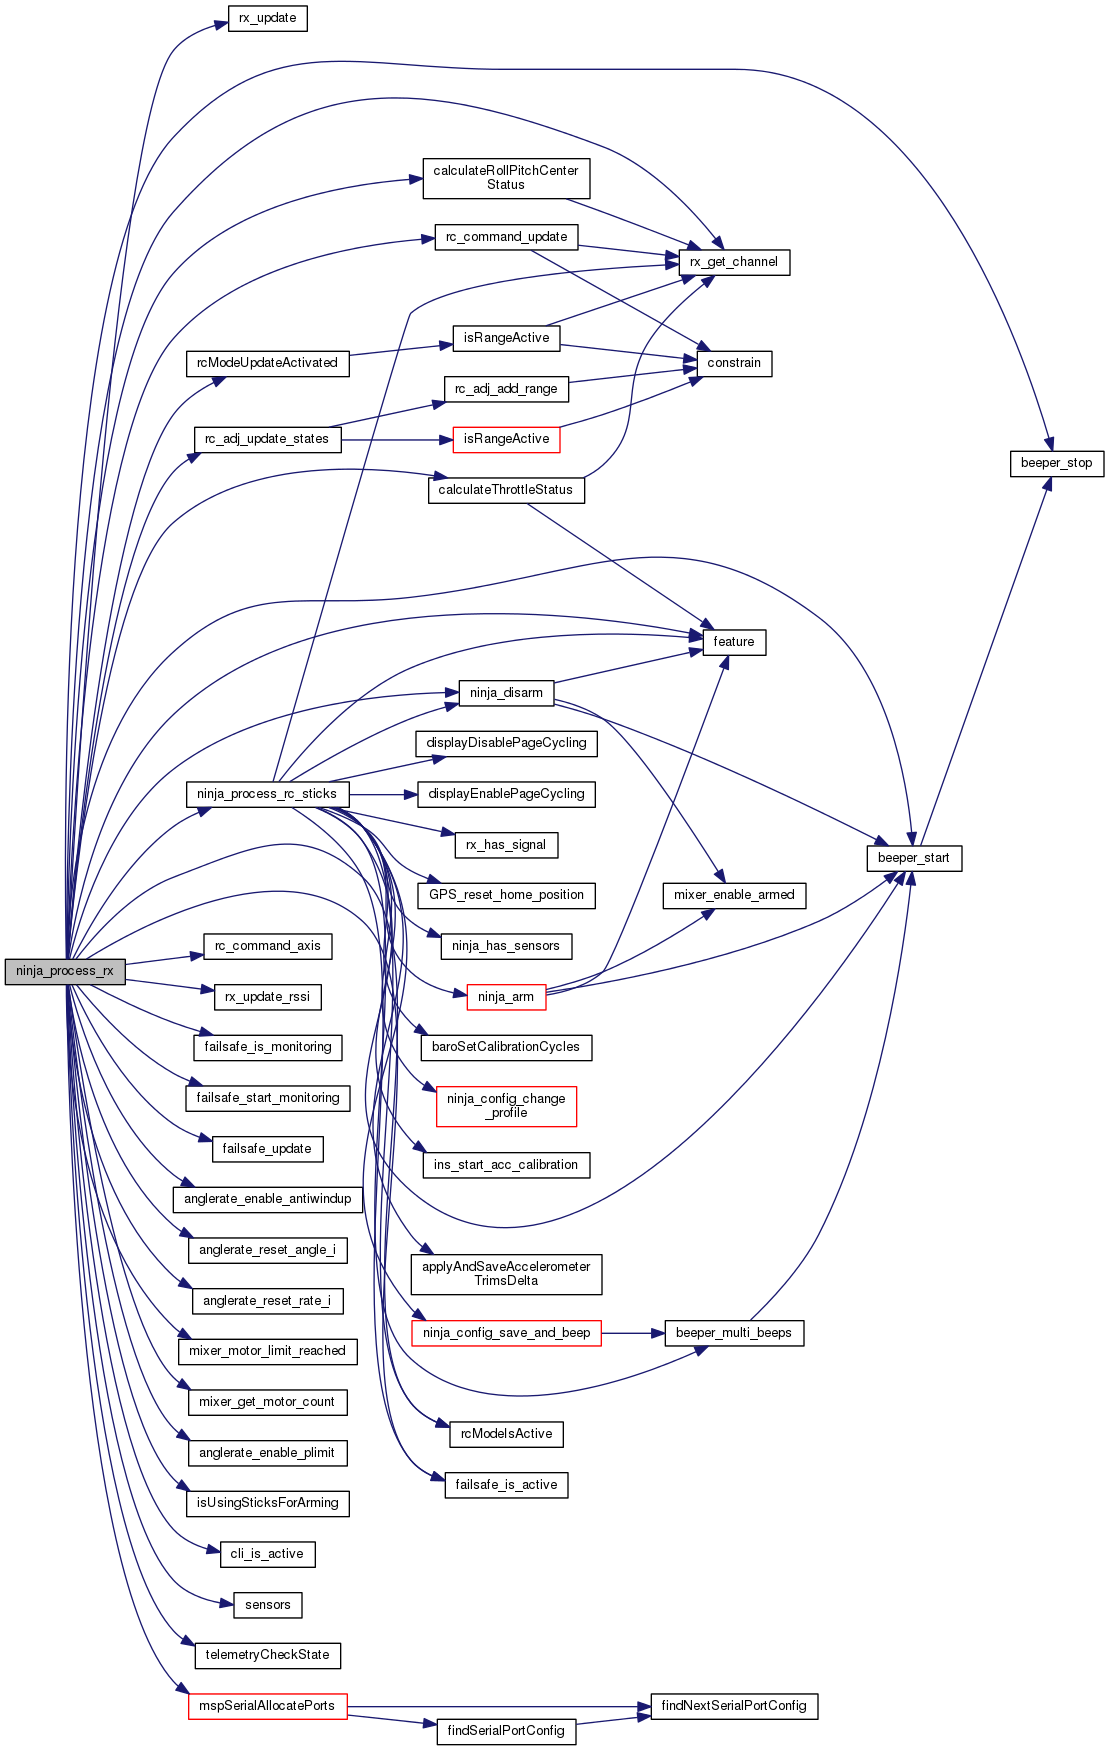 rx_update
calculateRollPitchCenter
Status
rc_command_update
rx_get_channel
isRangeActive
rcModeUpdateActivated
constrain
rc_adj_add_range
rc_adj_update_states
isRangeActive
beeper_stop
calculateThrottleStatus
feature
ninja_disarm
displayDisablePageCycling
ninja_process_rc_sticks
displayEnablePageCycling
rx_has_signal
beeper_start
GPS_reset_home_position
mixer_enable_armed
rc_command_axis
ninja_has_sensors
ninja_process_rx
rx_update_rssi
ninja_arm
failsafe_is_monitoring
baroSetCalibrationCycles
failsafe_start_monitoring
ninja_config_change
_profile
failsafe_update
ins_start_acc_calibration
anglerate_enable_antiwindup
anglerate_reset_angle_i
applyAndSaveAccelerometer
TrimsDelta
anglerate_reset_rate_i
ninja_config_save_and_beep
beeper_multi_beeps
mixer_motor_limit_reached
mixer_get_motor_count
rcModeIsActive
anglerate_enable_plimit
failsafe_is_active
isUsingSticksForArming
cli_is_active
sensors
telemetryCheckState
mspSerialAllocatePorts
findNextSerialPortConfig
findSerialPortConfig